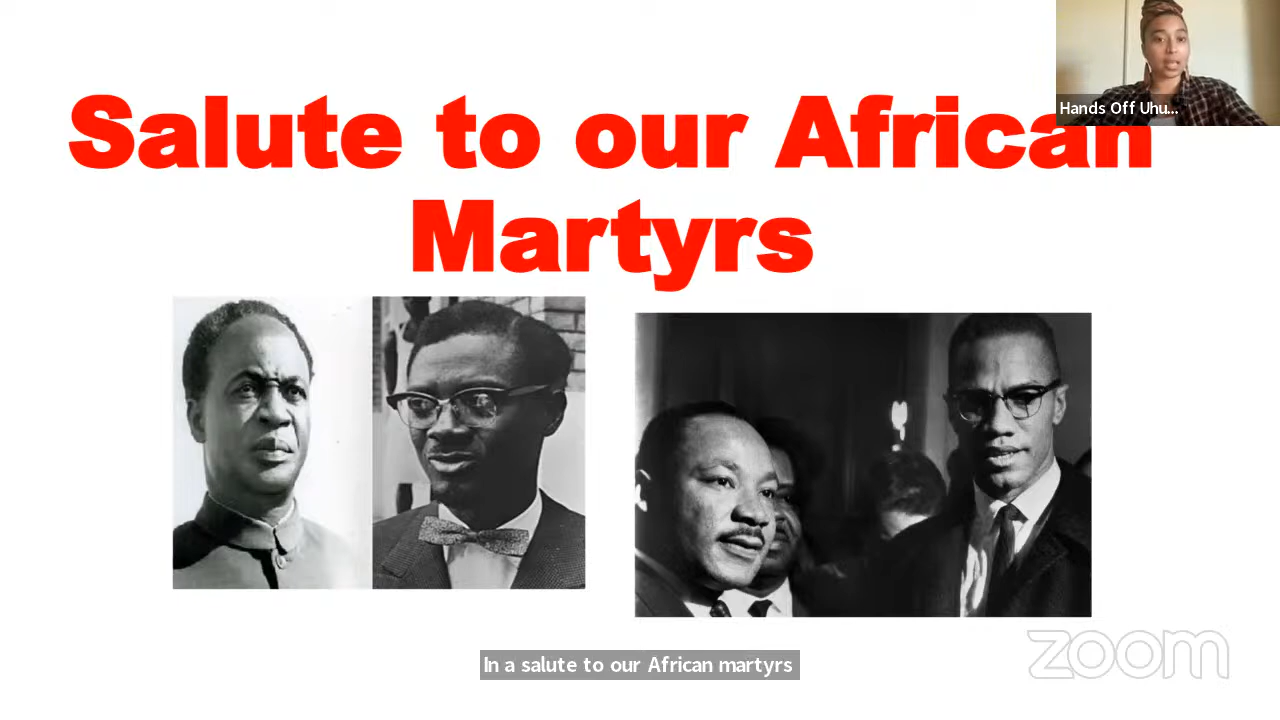 Hands Off Uhu...
Salute to our African
Martyrs
In a salute to our African martyrs
zoom